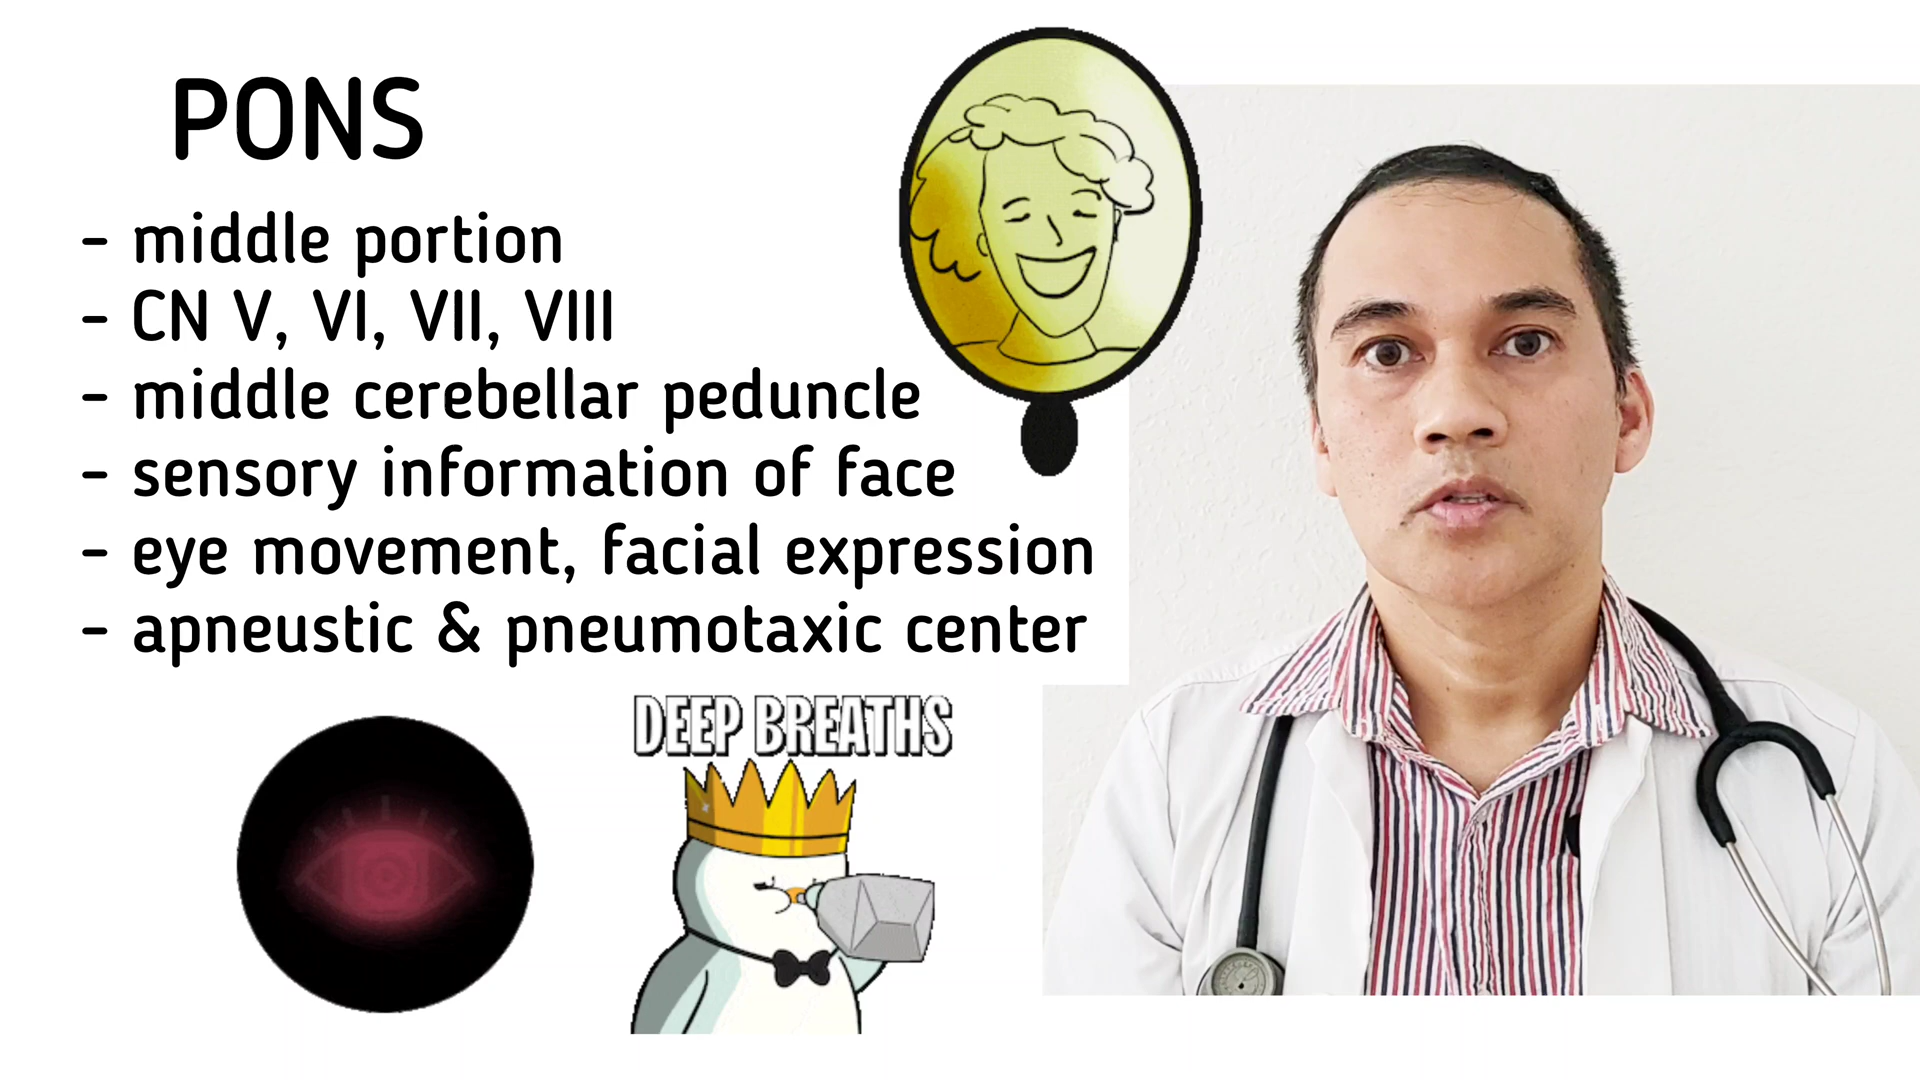 PONS
- middle portion
- CN V, VI, VII, VIII
- middle cerebellar peduncle
- sensory information of face
- eye movement, facial expression
- apneustic & pneumotaxic center
DEEP BREATHS